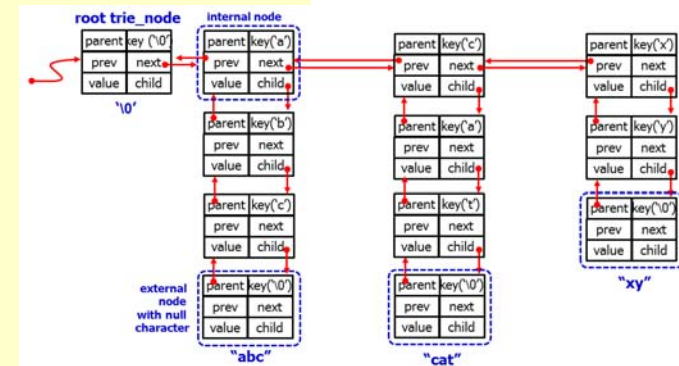 root trie_node
internal node
parent key ('\0'
prev next
value child
'\0'
parent key('a')
prev next
value child
parent key('c')
prev next
value child
parent key('x')
prev next
value child
parent key('b')
prev next
value child
parent key('a')
prev next
value child
parent key('y')
prev next
value child
parent key('c')
prev next
value child
parent key('t')
prev next
value child
parent key('\0')
prev next
value child
"xy"
external
node
with null
character
parent key('\0')
prev next
value child
"abc"
parent key('\0')
prev next
value child
"cat"